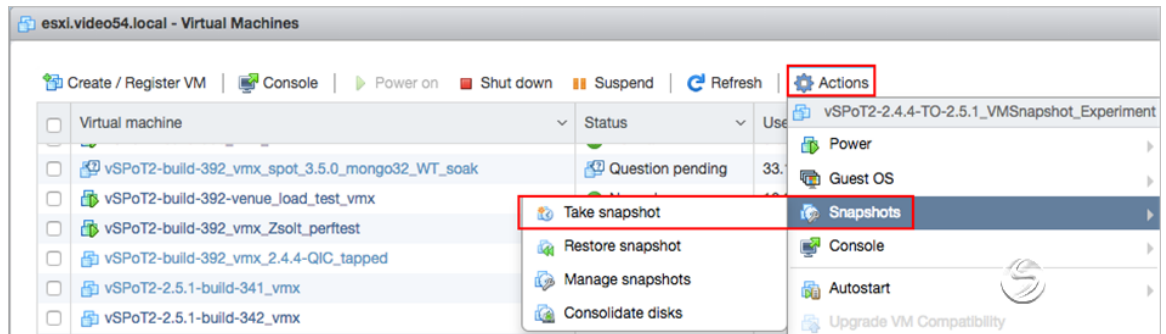 esxi.video54.local - Virtual Machines
Create / Register VM | Console | Power on Shut down Suspend | Refresh | Actions
Virtual machine Status Use
vSPoT2-2.4.4-TO-2.5.1_VMSnapshot_Experiment
Power
vSPoT2-build-392_vmx_spot_3.5.0_mongo32_WT_soak Question pending 33.
Guest OS
vSPoT2-build-392-venue_load_test_vmx
Take snapshot
Snapshots
vSPoT2-build-392_vmx_Zsolt_perftest
Restore snapshot
Console
vSPoT2-build-392_vmx_2.4.4-QIC_tapped
Manage snapshots
vSPoT2-2.5.1-build-341_vmx
Autostart
Consolidate disks
vSPoT2-2.5.1-build-342_vmx
Upgrade VM Compatibility